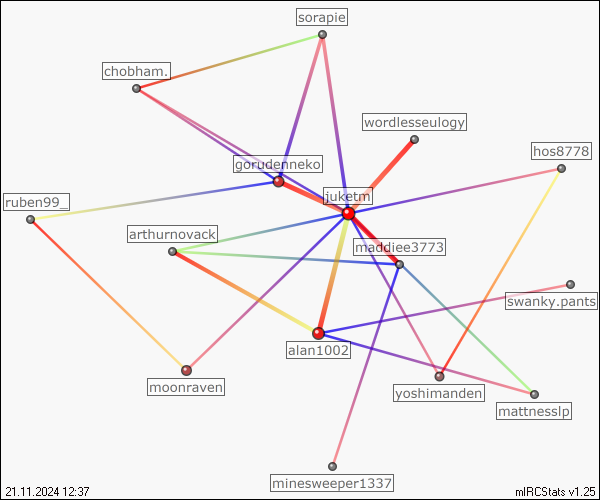 sorapie
chobham.
wordlesseulogy
hos8778
gorudenneko
juketm
ruben99_
arthurnovack
maddiee3773
swanky.pants
alan1002
moonraven
yoshimanden
mattnesslp
minesweeper1337
21.11.2024 12:37
mIRCStats v1.25